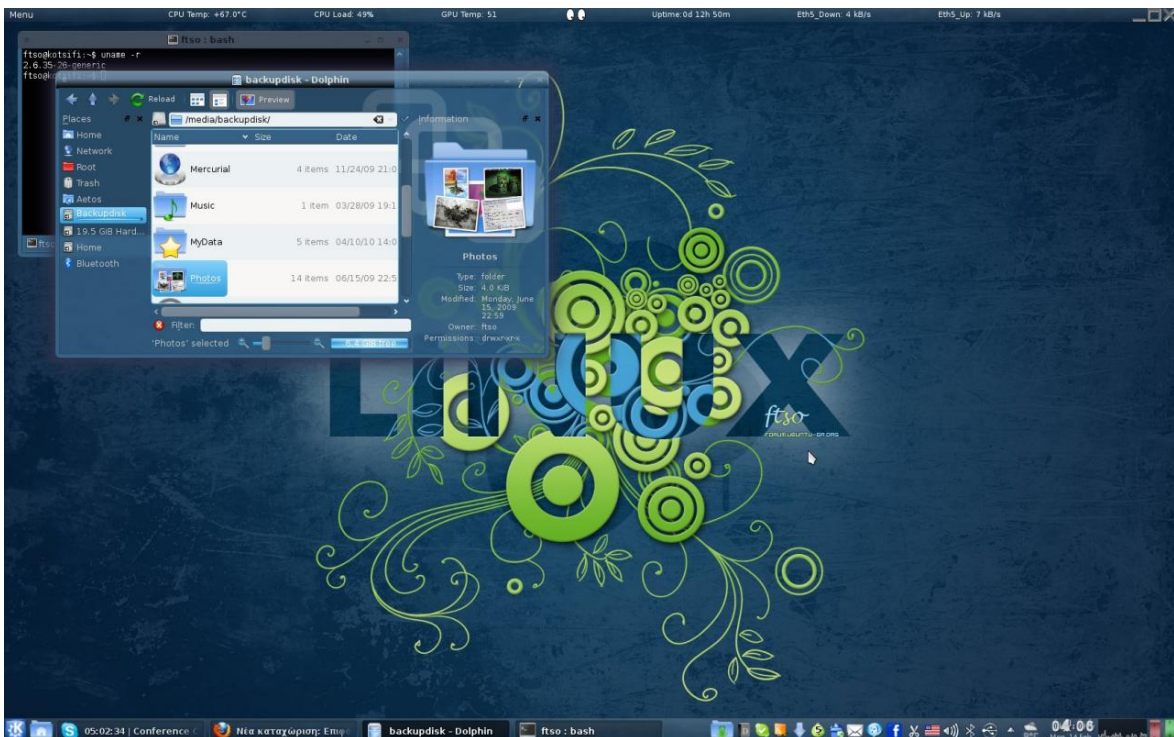 Menu CPU Temp: +67.0°C CPU Load: 49% GPU Temp: 51 Uptime:0d 12h 50m Eth5_Down: 4 kB/s Eth5_Up: 7 kB/s
ftso : bash
ftso@kotsifi:~$ uname -r
2.6.35-26-generic
backupdisk - Dolphin
Reload Preview
Places
Home
Network
Root
Trash
Aetos
Backupdisk
19.5 GiB Hard...
Home
Bluetooth
/media/backupdisk/
Name Size Date
Mercurial 4 items 11/24/09 21:0
Music 1 item 03/28/09 19:1
MyData 5 items 04/10/10 14:0
Photos 14 items 06/15/09 22:5
Filter:
'Photos' selected
Information
Photos
Type: folder
Size: 4.0 KiB
Modified: Monday, June
15, 2009
22:59
Owner: ftso
Permissions: drwxr-xr-x
Linux
ftso
FORUM.UBUNTU-GR.ORG
05:02:34 | Conference Νέα καταχώριση: backupdisk - Dolphin ftso : bash 04:06